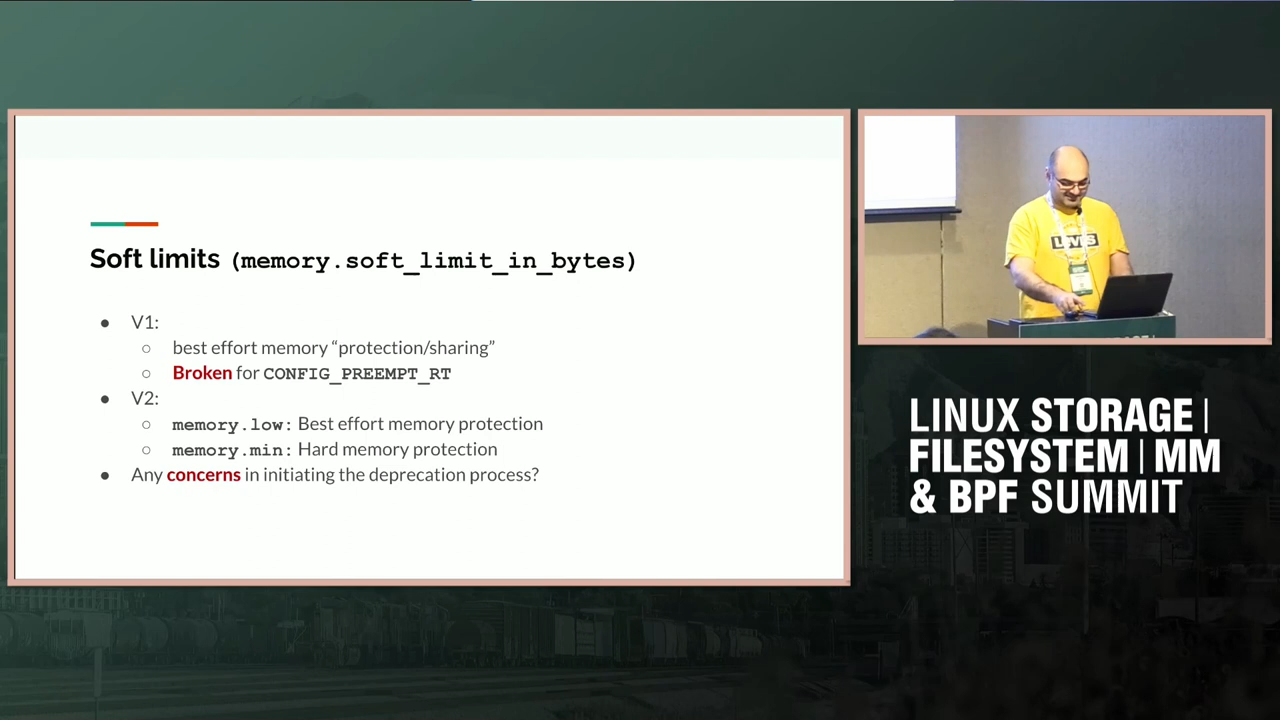 Soft limits (memory.soft_limit_in_bytes)
● V1:
○ best effort memory “protection/sharing”
○ Broken for CONFIG_PREEMPT_RT
● V2:
○ memory.low: Best effort memory protection
○ memory.min: Hard memory protection
● Any concerns in initiating the deprecation process?
LINUX STORAGE |
FILESYSTEM | MM
& BPF SUMMIT